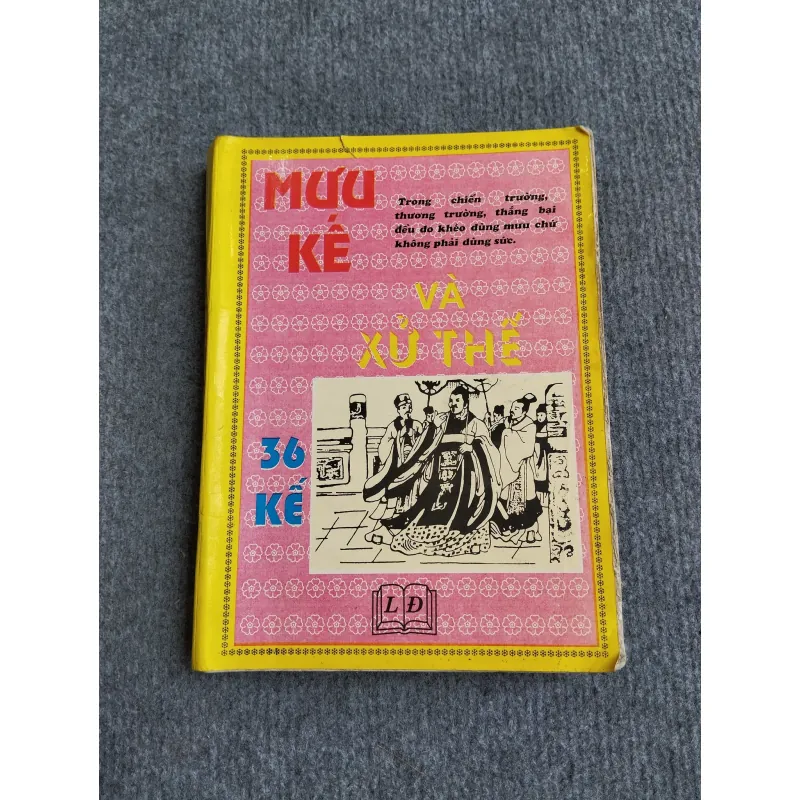 MƯU
KẾ
Trong chiến trường,
thương trường, thắng bại
đều do khéo dùng mưu chứ
không phải dùng sức.
VÀ
XỬ THẾ
36
KẾ
L Đ